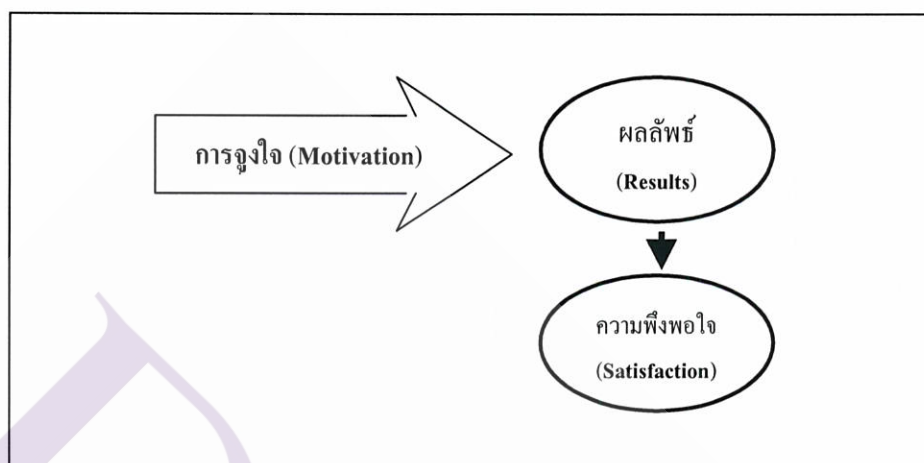 การจูงใจ (Motivation)
ผลลัพธ์
(Results)
ความพึงพอใจ
(Satisfaction)